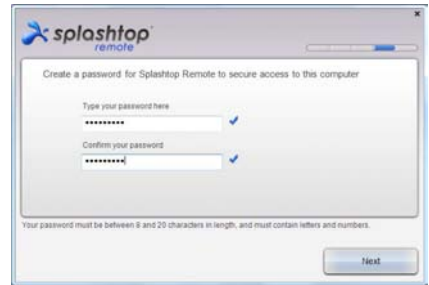 splashtop
remote
Create a password for Splashtop Remote to secure access to this computer
Type your password here
•••••••••
Confirm your password
•••••••••
Your password must be between 8 and 20 characters in length, and must contain letters and numbers.
Next